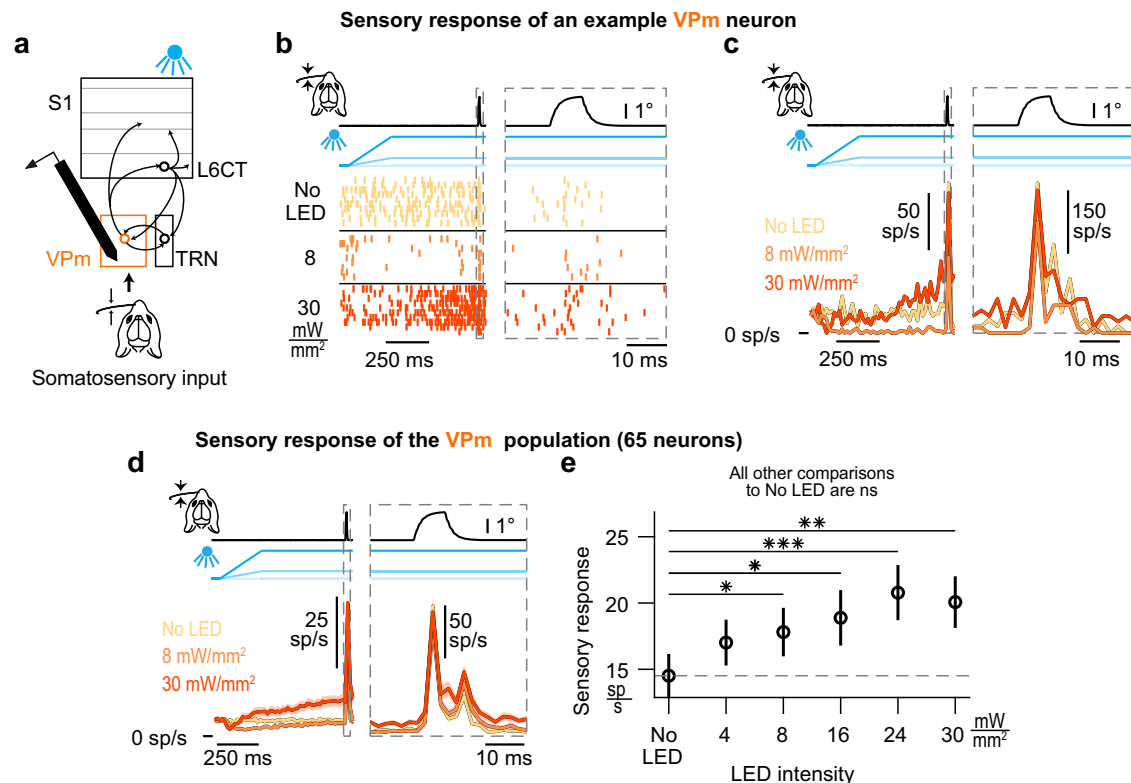 Sensory response of an example VPm neuron
a
S1
L6CT
VPm
TRN
Somatosensory input
b
1°
No
LED
8
30
mW
mm²
250 ms
10 ms
c
1°
50
sp/s
150
sp/s
No LED
8 mW/mm²
30 mW/mm²
0 sp/s
250 ms
10 ms
Sensory response of the VPm population (65 neurons)
d
1°
25
sp/s
50
sp/s
No LED
8 mW/mm²
30 mW/mm²
0 sp/s
250 ms
10 ms
e
All other comparisons
to No LED are ns
Sensory response
25
20
15
sp
s
**
***
*
*
No
LED
4
8
16
24
30
mW
mm²
LED intensity